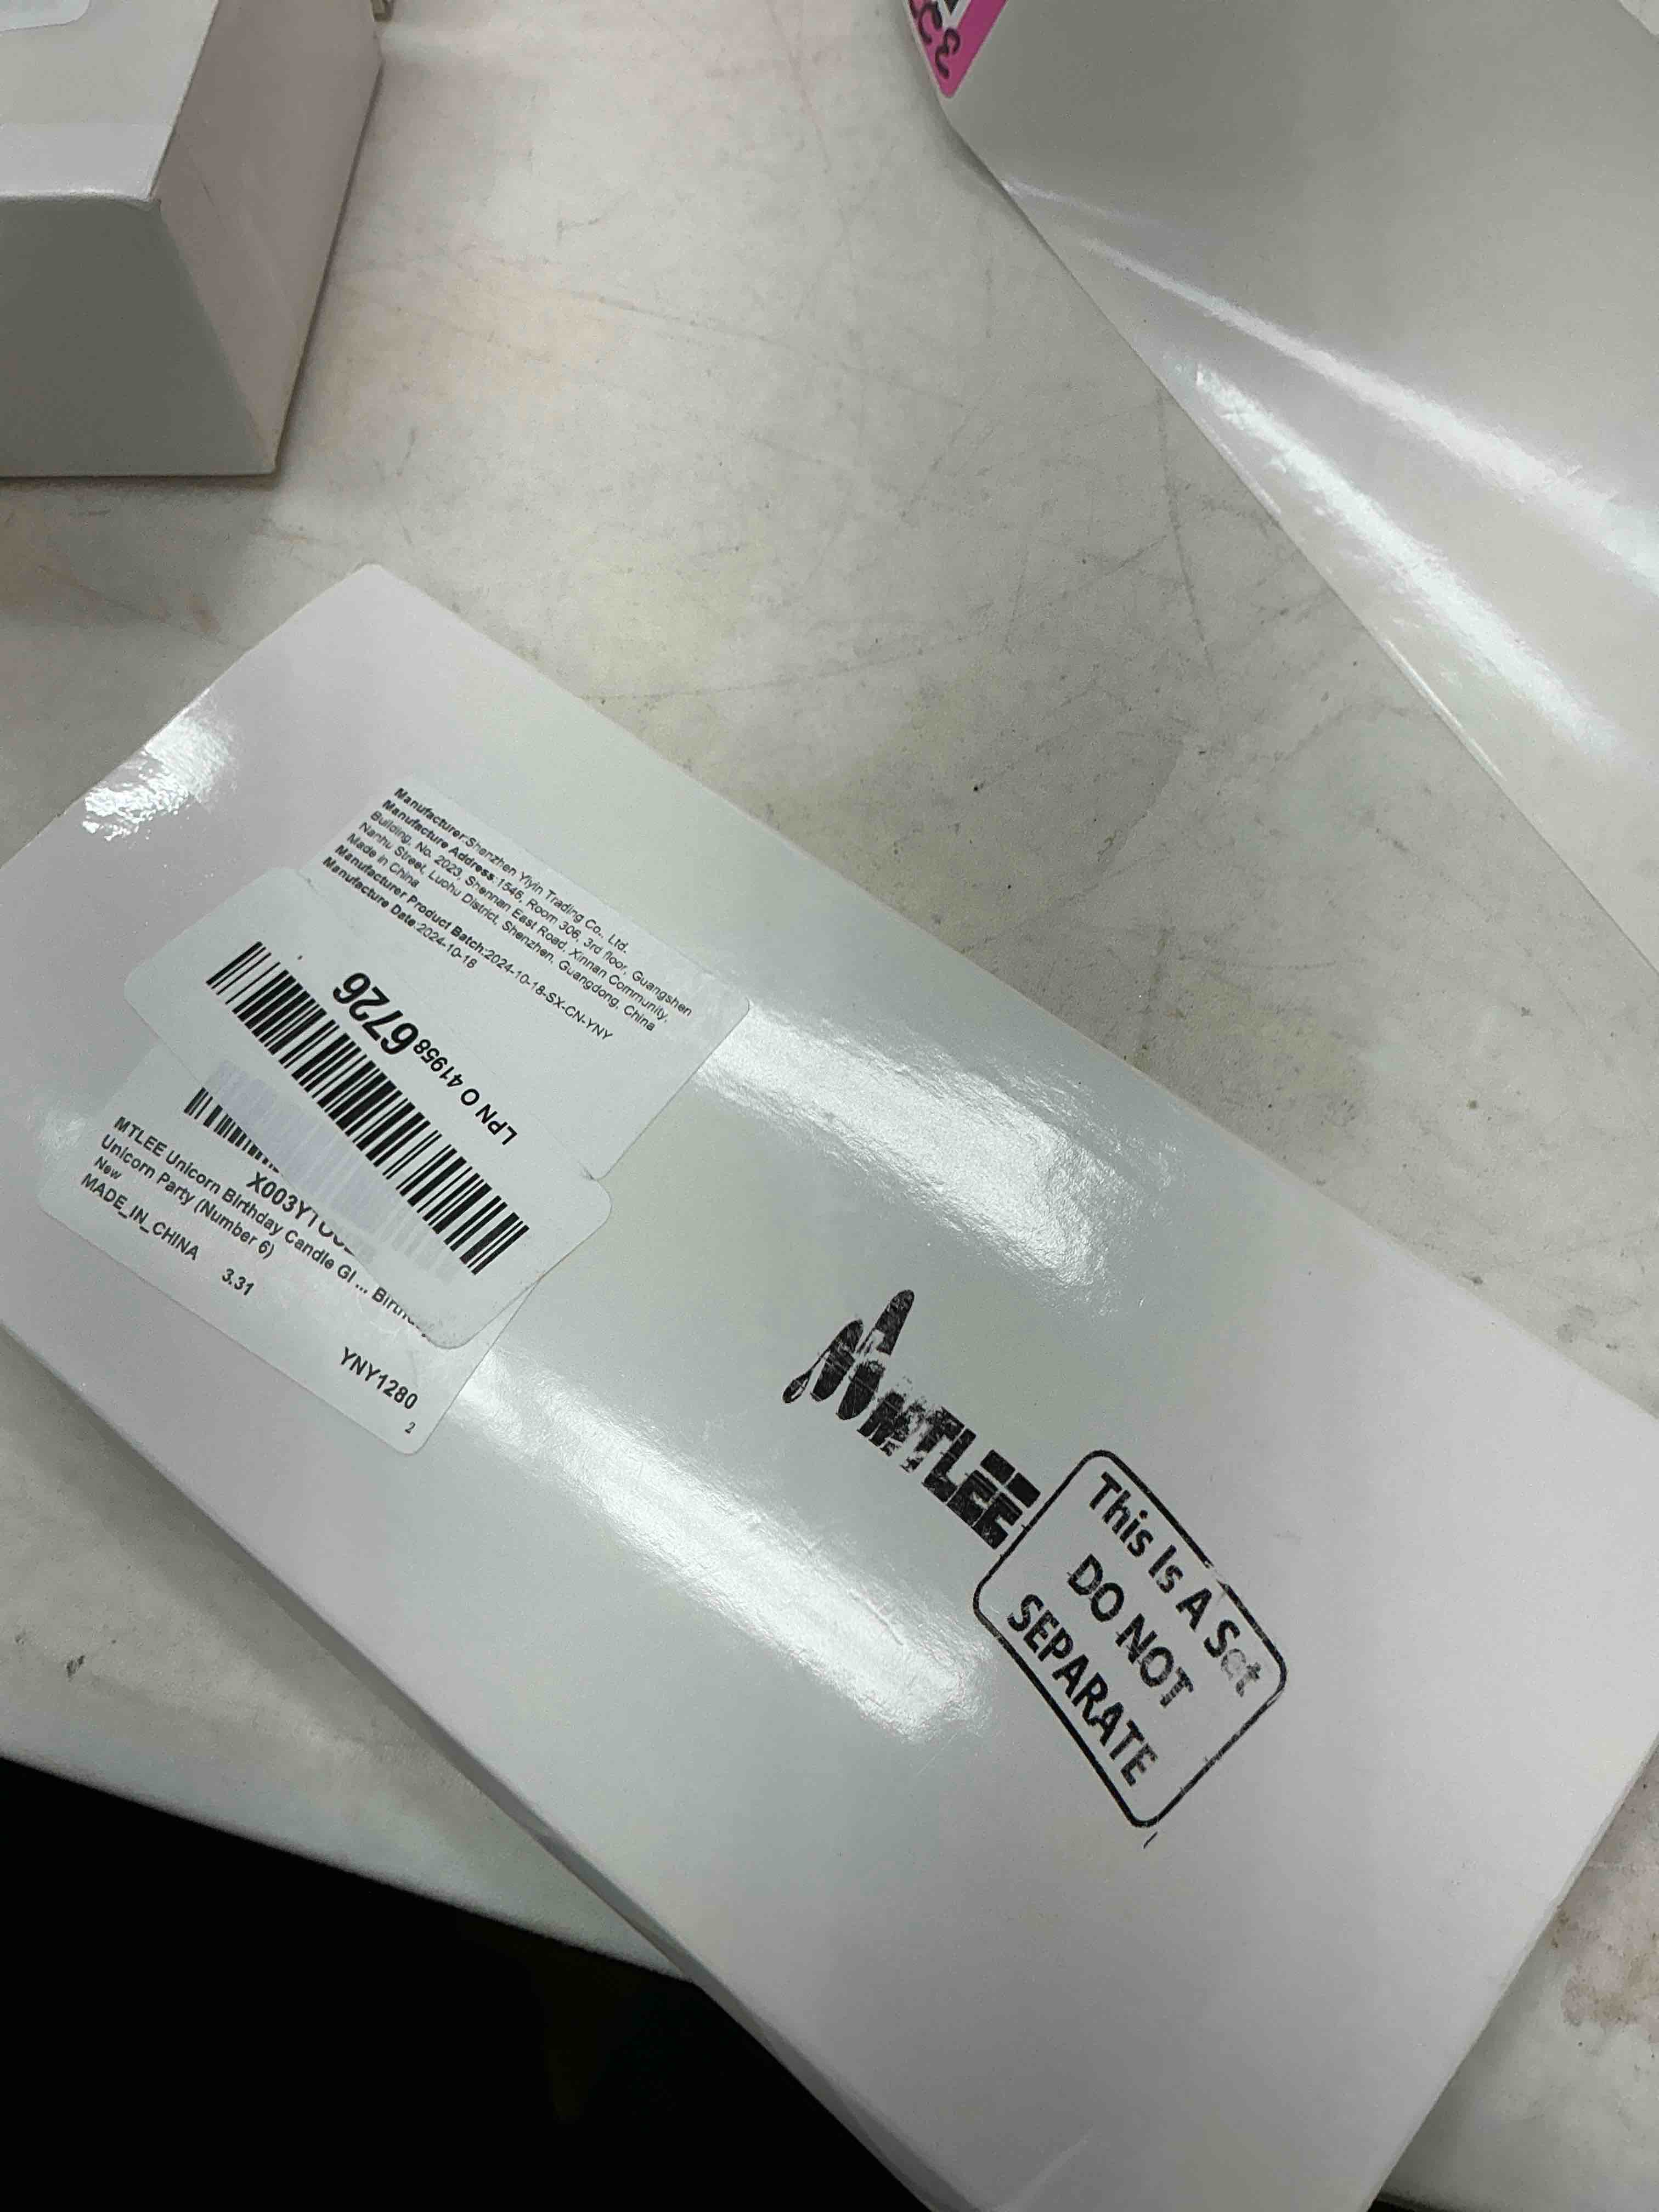 Manufacturer:Shenzhen Yiyin Trading Co., Ltd.
Manufacture Address:1546, Room 306, 3rd floor, Guangshen
Building, No. 2023, Shennan East Road, Xinnan Community,
Nanhu Street, Luohu District, Shenzhen, Guangdong, China
Made in China
Manufacturer Product Batch:2024-10-18-SX-CN-YNY
Manufacture Date:2024-10-18
LPN O 419586726
MTLEE Unicorn Birthday Candle Gl ...
Unicorn Party (Number 6)
New
MADE_IN_CHINA 3.31
YNY1280
2
MTLEE
This Is A Set
DO NOT
SEPARATE